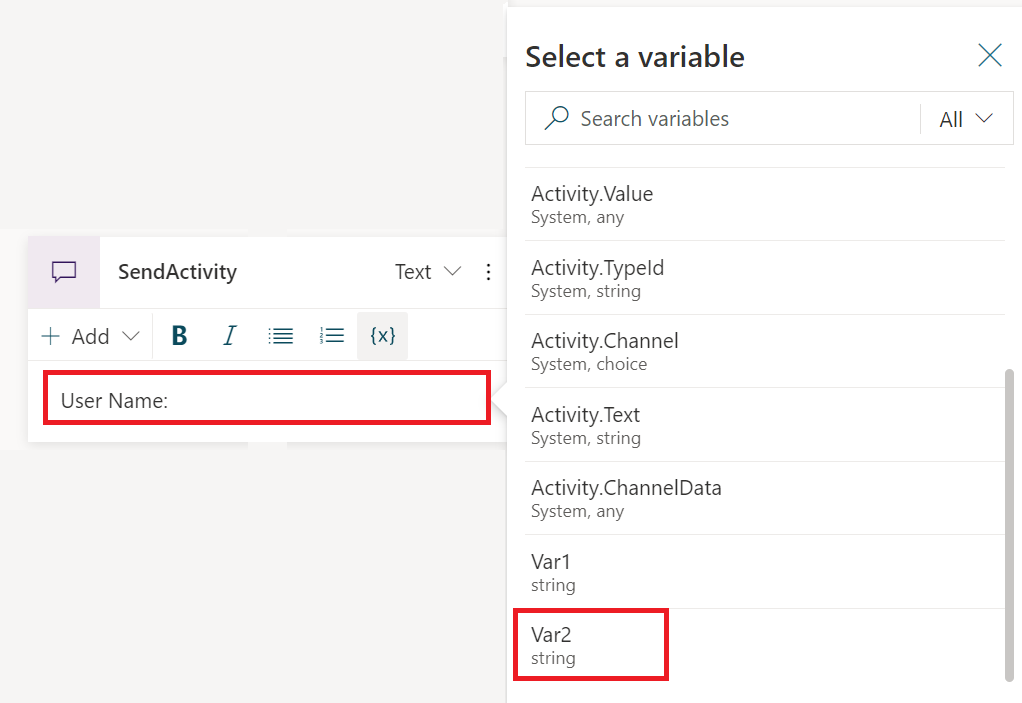 Select a variable
Search variables
All
Activity.Value
System, any
SendActivity
Text
Activity.TypeId
System, string
Add
B
I
{x}
Activity.Channel
System, choice
User Name:
Activity.Text
System, string
Activity.ChannelData
System, any
Var1
string
Var2
string